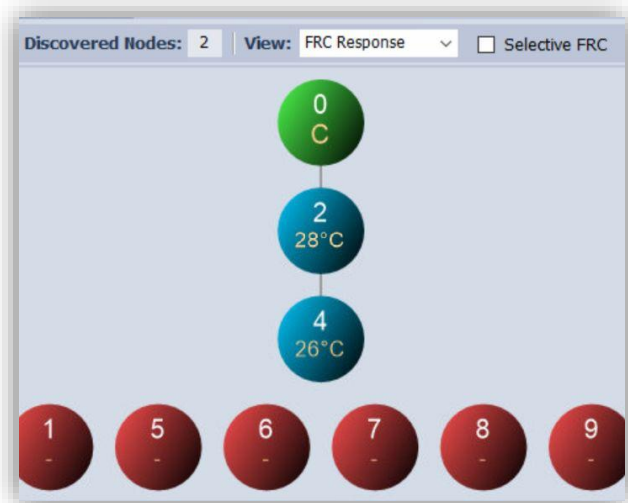 Discovered Nodes: 2 View: FRC Response Selective FRC
0
C
2
28°C
4
26°C
1 5 6 7 8 9
- - - - - -